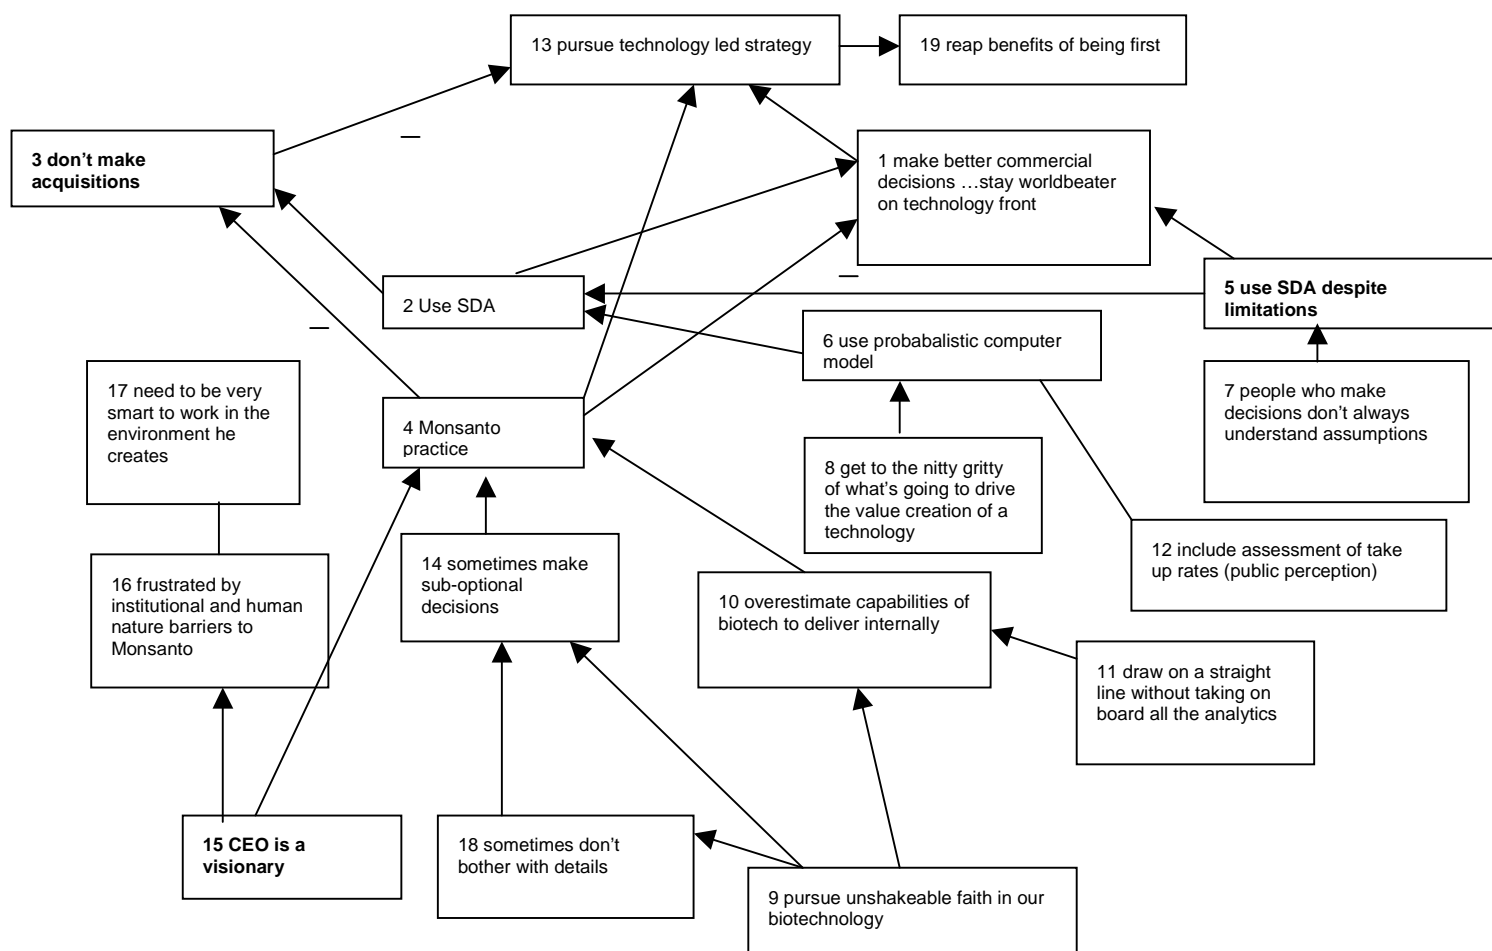 13 pursue technology led strategy
19 reap benefits of being first
3 don't make
acquisitions
1 make better commercial
decisions …stay worldbeater
on technology front
2 Use SDA
5 use SDA despite
limitations
6 use probabalistic computer
model
17 need to be very
smart to work in the
environment he
creates
4 Monsanto
practice
7 people who make
decisions don't always
understand assumptions
8 get to the nitty gritty
of what's going to drive
the value creation of a
technology
12 include assessment of take
up rates (public perception)
16 frustrated by
institutional and human
nature barriers to
Monsanto
14 sometimes make
sub-optional
decisions
10 overestimate capabilities of
biotech to deliver internally
11 draw on a straight
line without taking on
board all the analytics
15 CEO is a
visionary
18 sometimes don't
bother with details
9 pursue unshakeable faith in our
biotechnology